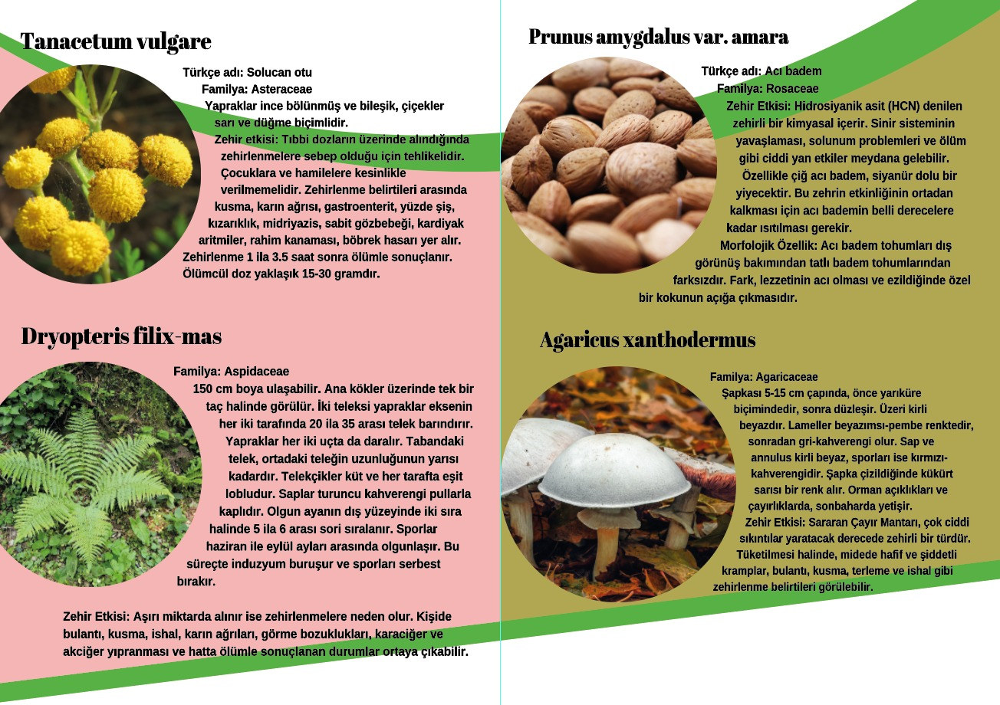 Tanacetum vulgare
Türkçe adı: Solucan otu
Familya: Asteraceae
Yapraklar ince bölünmüş ve bileşik, çiçekler
sarı ve düğme biçimlidir.
Zehir etkisi: Tıbbi dozların üzerinde alındığında
zehirlenmelere sebep olduğu için tehlikelidir.
Çocuklara ve hamilelere kesinlikle
verilmemelidir. Zehirlenme belirtileri arasında
kusma, karın ağrısı, gastroenterit, yüzde şiş,
kızarıklık, midriyazis, sabit gözbebeği, kardiyak
aritmiler, rahim kanaması, böbrek hasarı yer alır.
Zehirlenme 1 ila 3.5 saat sonra ölümle sonuçlanır.
Ölümcül doz yaklaşık 15-30 gramdır.
Dryopteris filix-mas
Familya: Aspidaceae
150 cm boya ulaşabilir. Ana kökler üzerinde tek bir
taç halinde görülür. İki teleksi yapraklar eksenin
her iki tarafında 20 ila 35 arası telek barındırır.
Yapraklar her iki uçta da daralır. Tabandaki
telek, ortadaki teleğin uzunluğunun yarısı
kadardır. Telekçikler küt ve her tarafta eşit
lobludur. Saplar turuncu kahverengi pullarla
kaplıdır. Olgun ayanın dış yüzeyinde iki sıra
halinde 5 ila 6 arası sori sıralanır. Sporlar
haziran ile eylül ayları arasında olgunlaşır. Bu
süreçte induzyum buruşur ve sporları serbest
bırakır.
Zehir Etkisi: Aşırı miktarda alınır ise zehirlenmelere neden olur. Kişide
bulantı, kusma, ishal, karın ağrıları, görme bozuklukları, karaciğer ve
akciğer yıpranması ve hatta ölümle sonuçlanan durumlar ortaya çıkabilir.
Prunus amygdalus var. amara
Türkçe adı: Acı badem
Familya: Rosaceae
Zehir Etkisi: Hidrosiyanik asit (HCN) denilen
zehirli bir kimyasal içerir. Sinir sisteminin
yavaşlaması, solunum problemleri ve ölüm
gibi ciddi yan etkiler meydana gelebilir.
Özellikle çiğ acı badem, siyanür dolu bir
yiyecektir. Bu zehrin etkinliğinin ortadan
kalkması için acı bademin belli derecelere
kadar ısıtılması gerekir.
Morfolojik Özellik: Acı badem tohumları dış
görünüş bakımından tatlı badem tohumlarından
farksızdır. Fark, lezzetinin acı olması ve ezildiğinde özel
bir kokunun açığa çıkmasıdır.
Agaricus xanthodermus
Familya: Agaricaceae
Şapkası 5-15 cm çapında, önce yarıküre
biçimindedir, sonra düzleşir. Üzeri kirli
beyazdır. Lameller beyazımsı-pembe renktedir,
sonradan gri-kahverengi olur. Sap ve
annulus kirli beyaz, sporları ise kırmızı-
kahverengidir. Şapka çizildiğinde kükürt
sarısı bir renk alır. Orman açıklıkları ve
çayırlıklarda, sonbaharda yetişir.
Zehir Etkisi: Sararan Çayır Mantarı, çok ciddi
sıkıntılar yaratacak derecede zehirli bir türdür.
Tüketilmesi halinde, midede hafif ve şiddetli
kramplar, bulantı, kusma, terleme ve ishal gibi
zehirlenme belirtileri görülebilir.